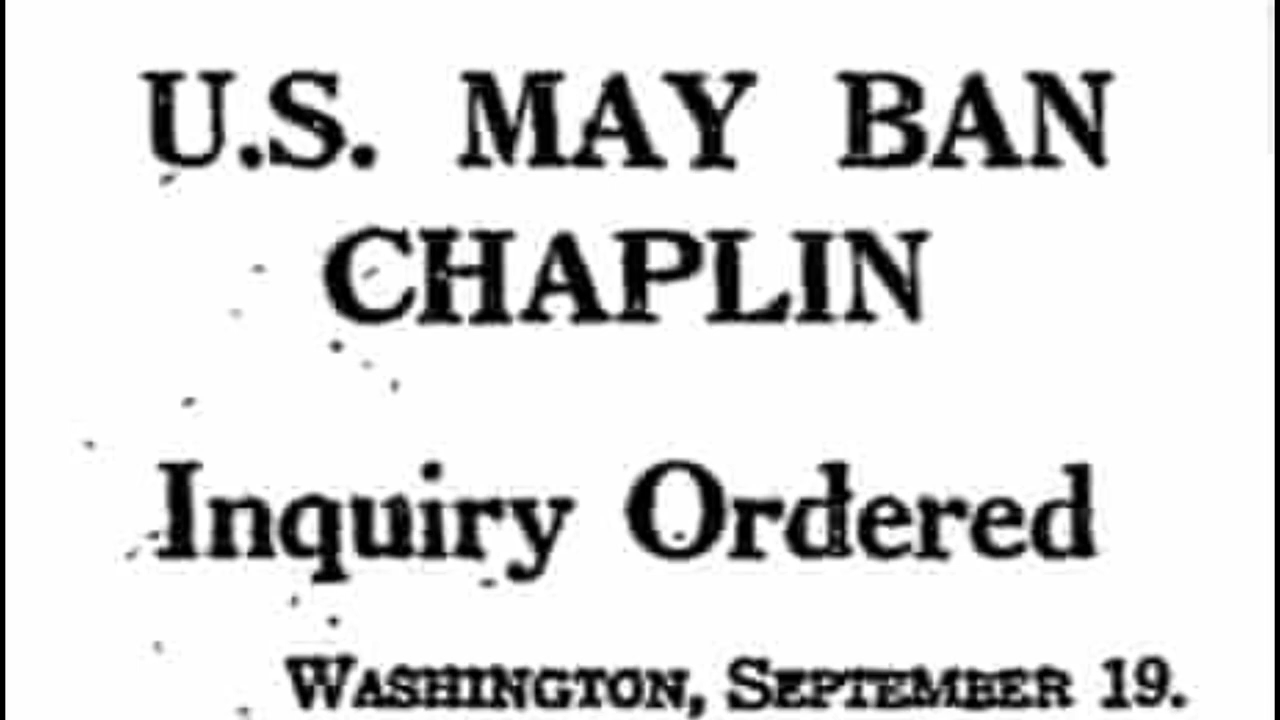 U.S. MAY BAN
CHAPLIN
Inquiry Ordered
WASHINGTON, SEPTEMBER 19.